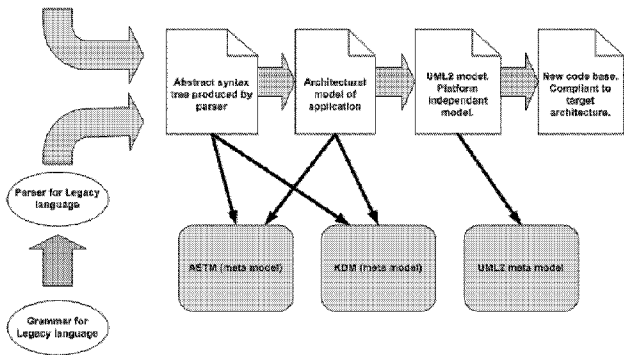 Abstract syntax
tree produced by
parser
Architectural
model of
application
UML2 model.
Platform
independent
model.
New code base.
Compliant to
target
architecture.
Parser for Legacy
language
ASTM (meta model)
KDM (meta model)
UML2 meta model
Grammar for
Legacy language